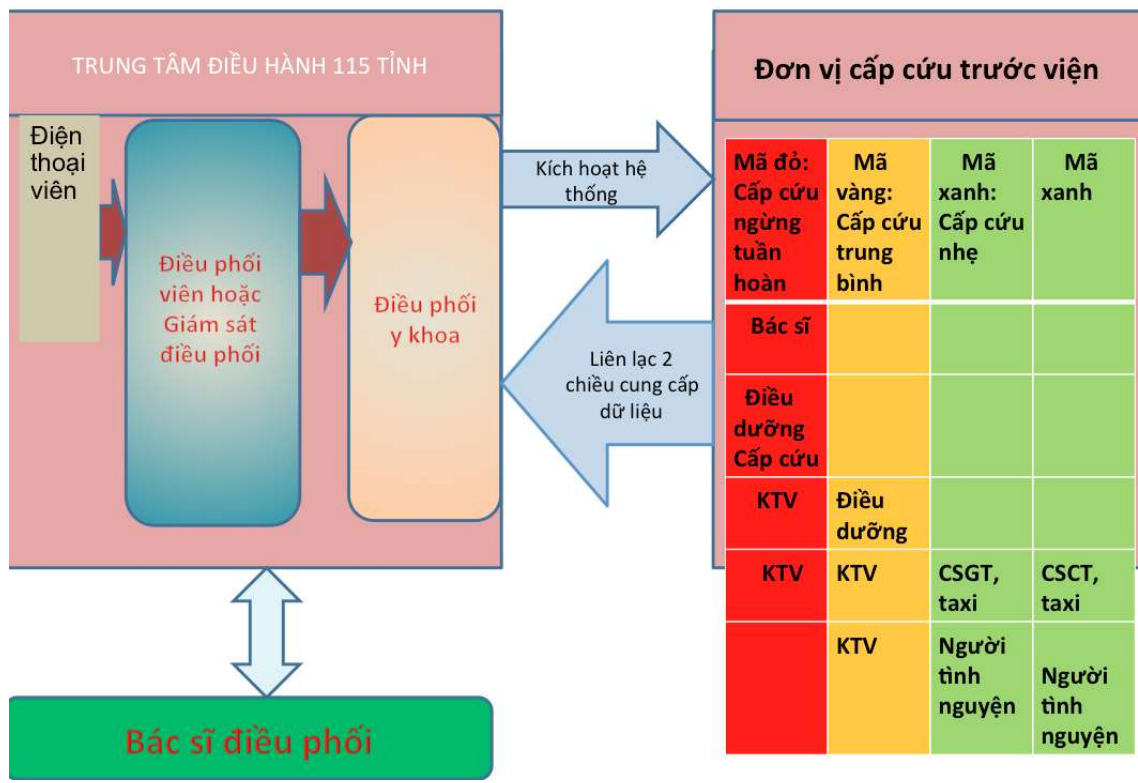 TRUNG TÂM ĐIỀU HÀNH 115 TỈNH
Điện
thoại
viên
Điều phối
viên hoặc
Giám sát
điều phối
Điều phối
y khoa
Kích hoạt hệ
thống
Liên lạc 2
chiều cung cấp
dữ liệu
Bác sĩ điều phối
Đơn vị cấp cứu trước viện
Mã đỏ:
Cấp cứu
ngừng
tuần
hoàn
Mã
vàng:
Cấp cứu
trung
bình
Mã
xanh:
Cấp cứu
nhẹ
Mã
xanh
Bác sĩ
Điều
dưỡng
Cấp cứu
KTV
Điều
dưỡng
KTV
KTV
CSGT,
taxi
CSCT,
taxi
KTV
Người
tình
nguyện
Người
tình
nguyện